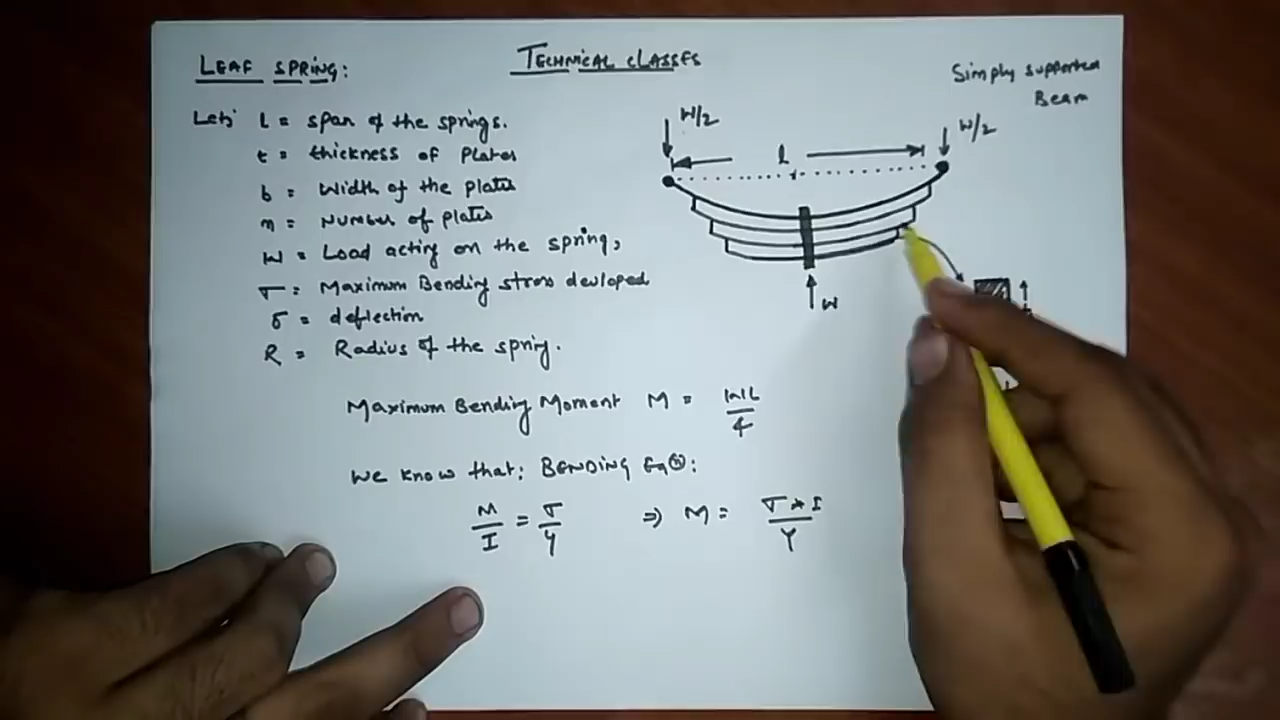 TECHNICAL CLASSES
LEAF SPRING:
Simply supported
Beam
Let; l = span of the springs.
t = thickness of Plates
b = Width of the plates
n = Number of plates
W = Load acting on the spring,
σ = Maximum Bending stress devloped
δ = deflection
R = Radius of the spring.
W/2
W/2
l
W
Maximum Bending Moment M = WL/4
We know that; BENDING Eqⁿ:
M/I = σ/y ⇒ M = σ*I/Y